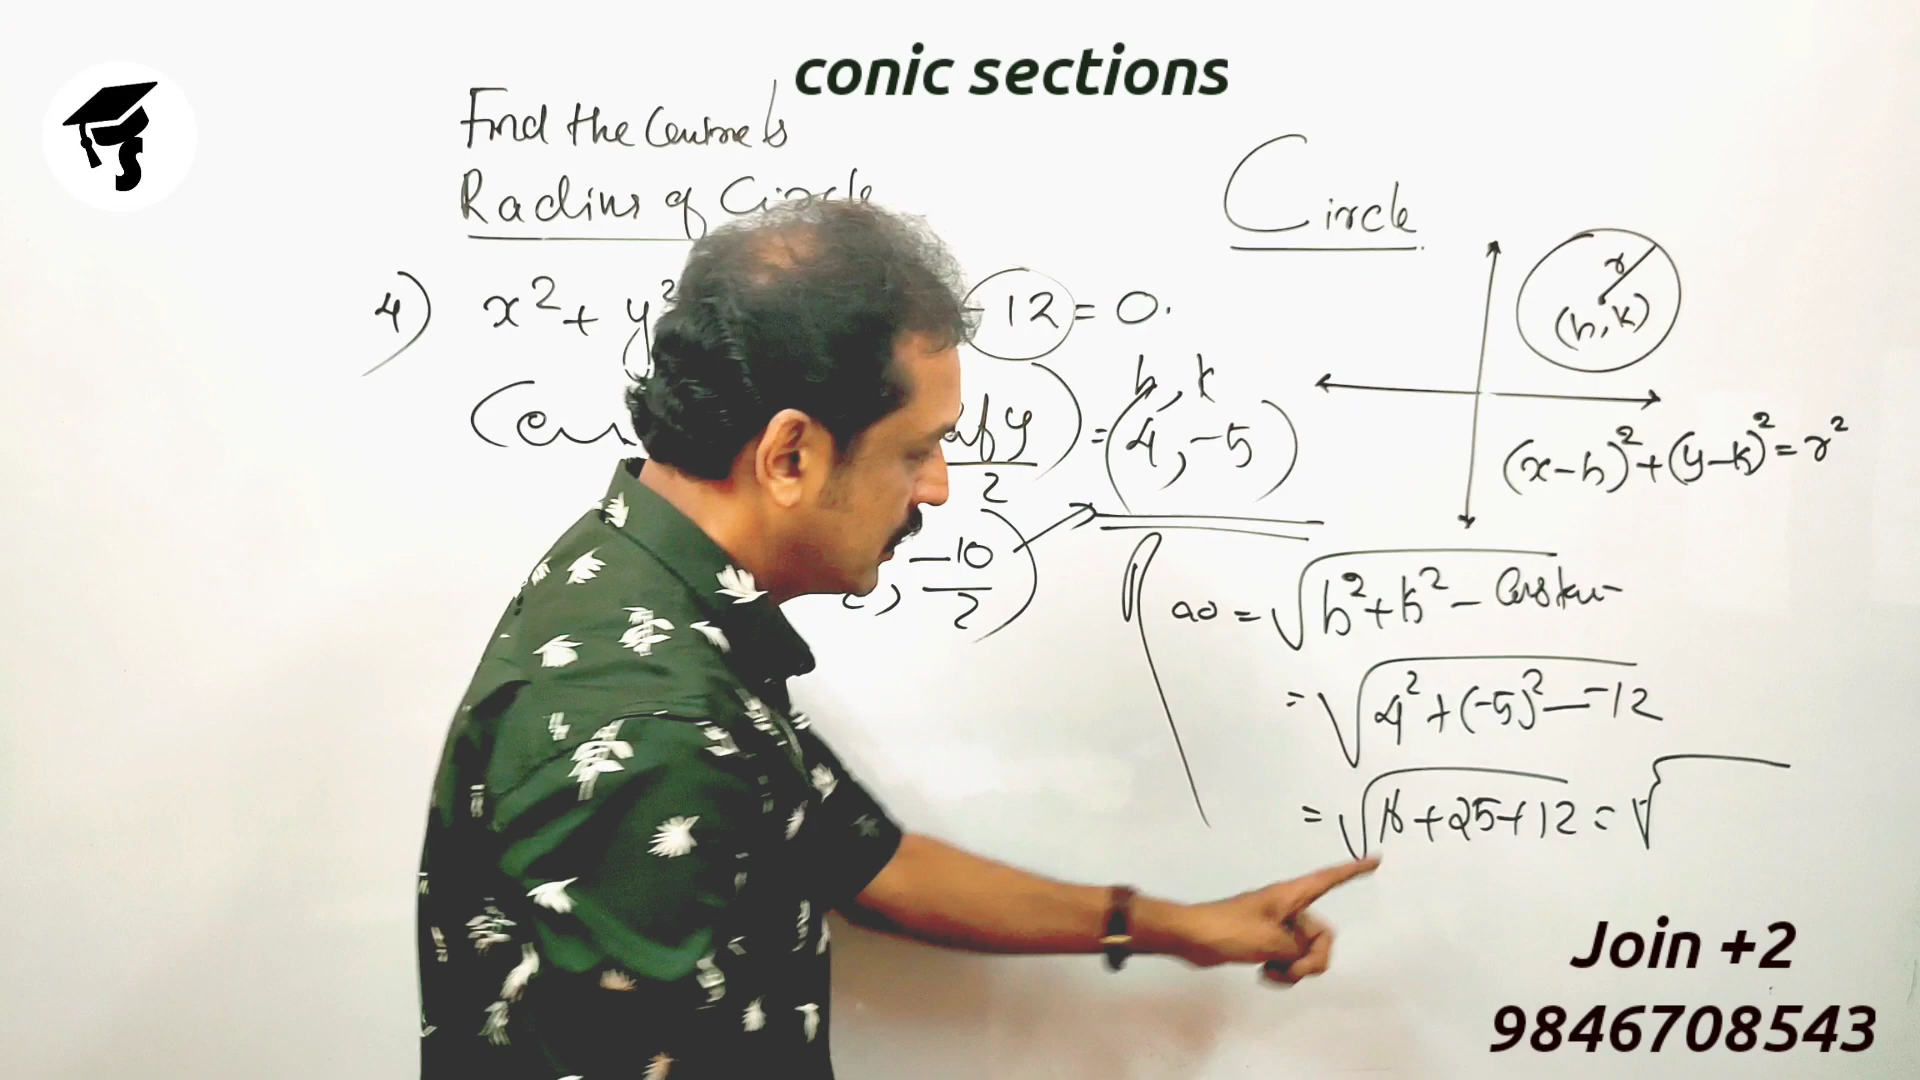 conic sections
Find the Centre &
Radius of Circle
Circle
4) x² + y² - 12 = 0.
r
(h, k)
h, k
of y
2
= (4, -5)
(x-h)² + (y-k)² = r²
, -10
2
= √h² + k² -
= √4² + (-5)² - -12
= √16 + 25 + 12 = √
Join +2
9846708543